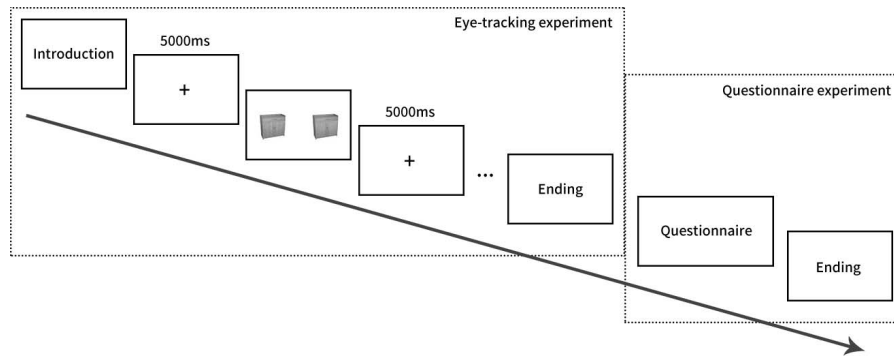 Eye-tracking experiment
Introduction
5000ms
+
5000ms
+
...
Ending
Questionnaire experiment
Questionnaire
Ending